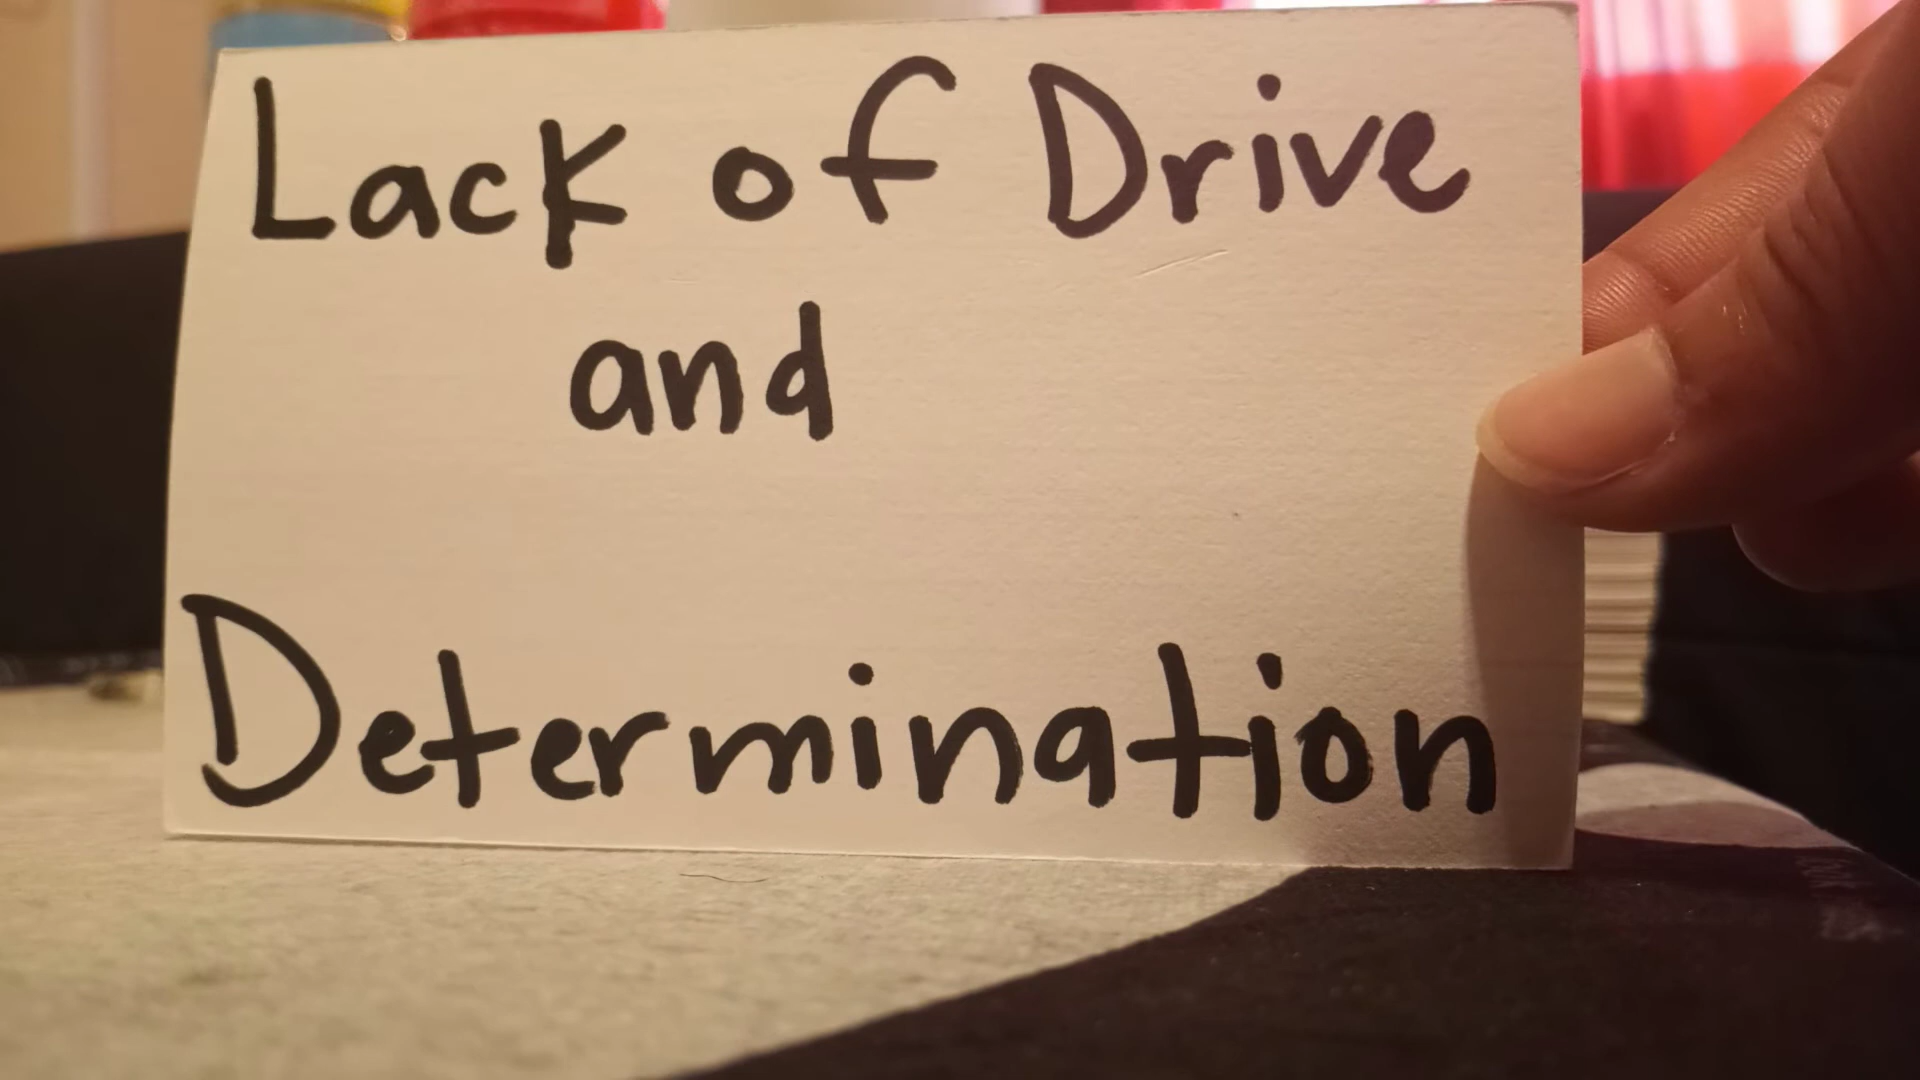 Lack of Drive
and
Determination